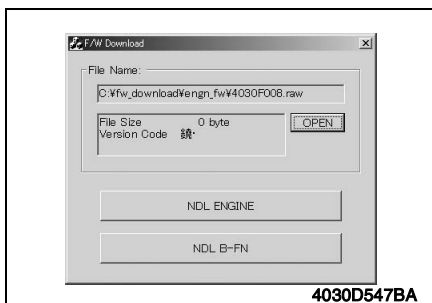 F/W Download
File Name:
C:¥fw_download¥engn_fw¥4030F008.raw
File Size 0 byte
Version Code 鏡·
OPEN
NDL ENGINE
NDL B-FN
4030D547BA